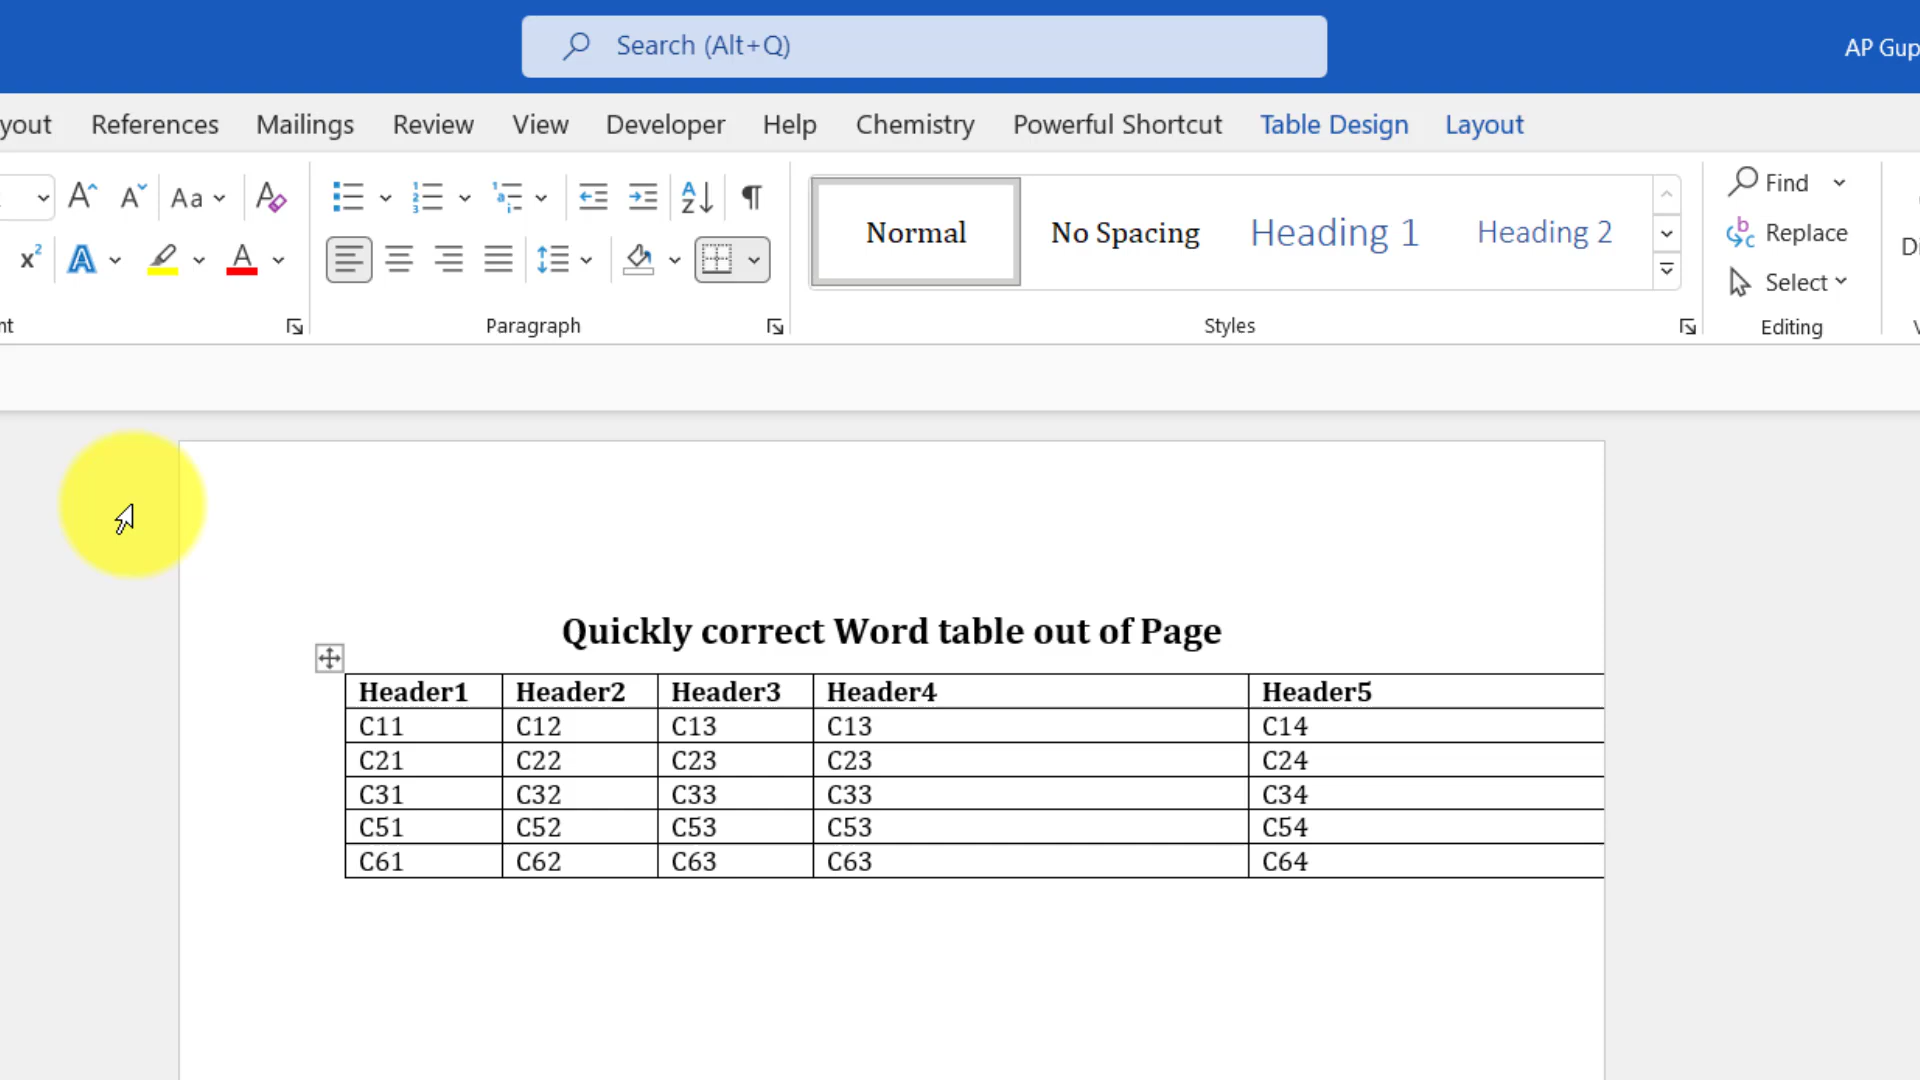 Search (Alt+Q)
AP Gup
yout References Mailings Review View Developer Help Chemistry Powerful Shortcut Table Design Layout
Aa
Normal No Spacing Heading 1 Heading 2
Find
Replace
Select
nt Paragraph Styles Editing
Quickly correct Word table out of Page
Header1 Header2 Header3 Header4 Header5
C11 C12 C13 C13 C14
C21 C22 C23 C23 C24
C31 C32 C33 C33 C34
C51 C52 C53 C53 C54
C61 C62 C63 C63 C64